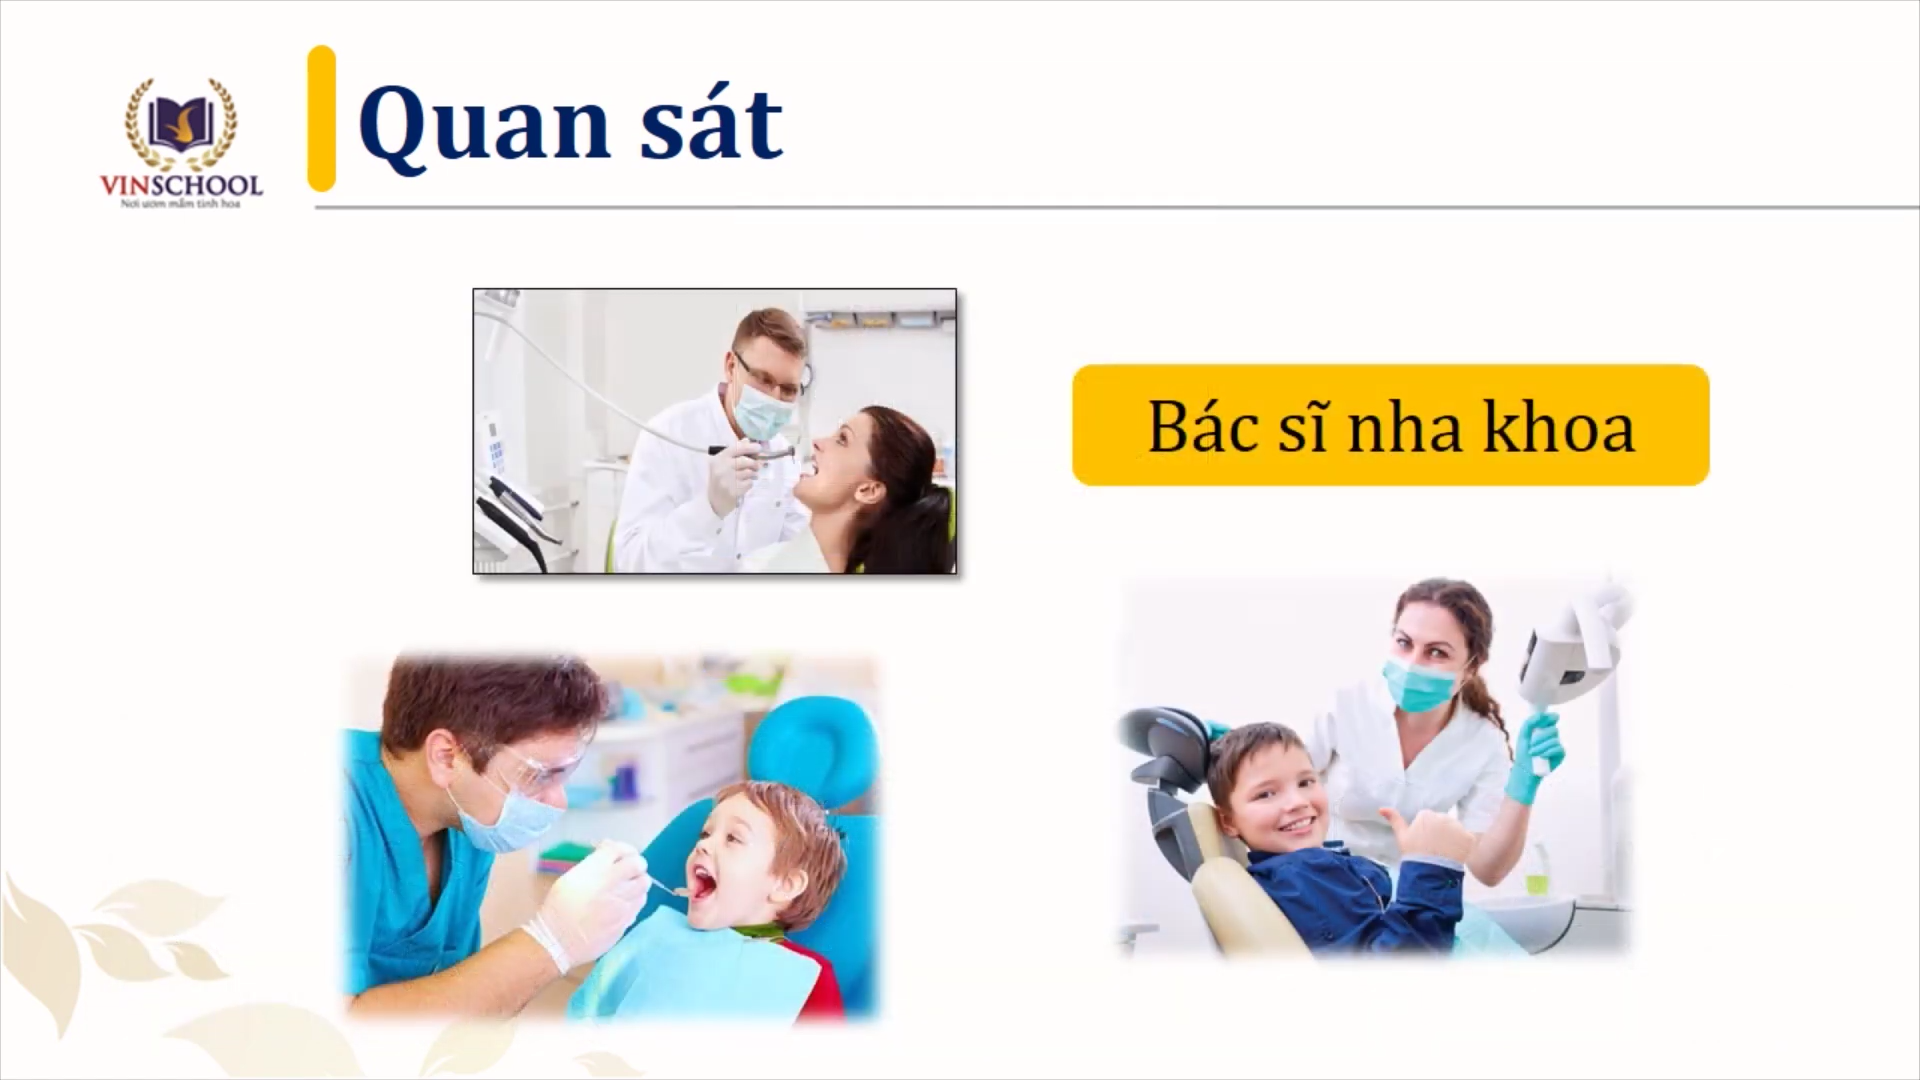 Quan sát
VINSCHOOL
Nơi ươm mầm tinh hoa
Bác sĩ nha khoa